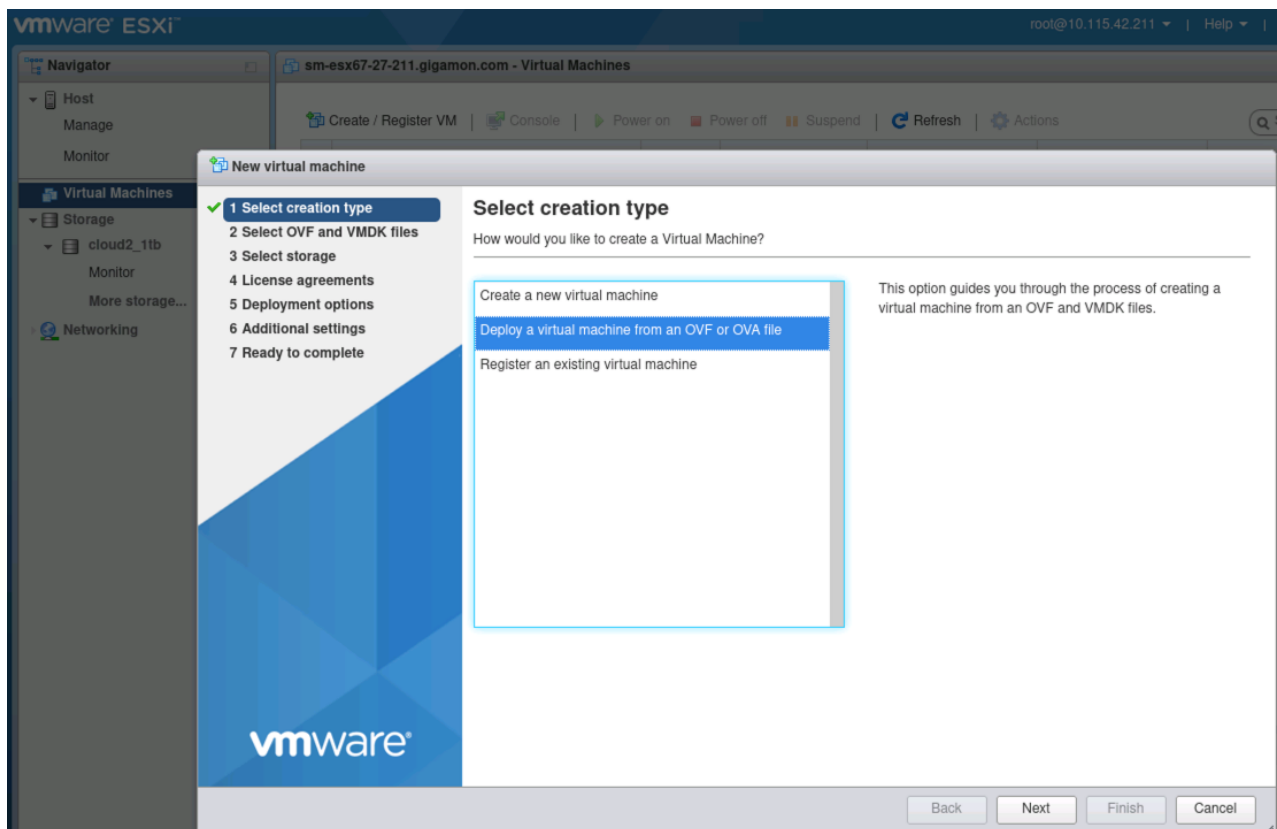 vmware ESXi™
root@10.115.42.211 | Help |
Navigator
sm-esx67-27-211.gigamon.com - Virtual Machines
Host
Manage
Monitor
Virtual Machines
Storage
cloud2_1tb
Monitor
More storage...
Networking
Create / Register VM | Console | Power on Power off Suspend | Refresh | Actions
New virtual machine
1 Select creation type
2 Select OVF and VMDK files
3 Select storage
4 License agreements
5 Deployment options
6 Additional settings
7 Ready to complete
Select creation type
How would you like to create a Virtual Machine?
Create a new virtual machine
Deploy a virtual machine from an OVF or OVA file
Register an existing virtual machine
This option guides you through the process of creating a
virtual machine from an OVF and VMDK files.
vmware®
Back Next Finish Cancel